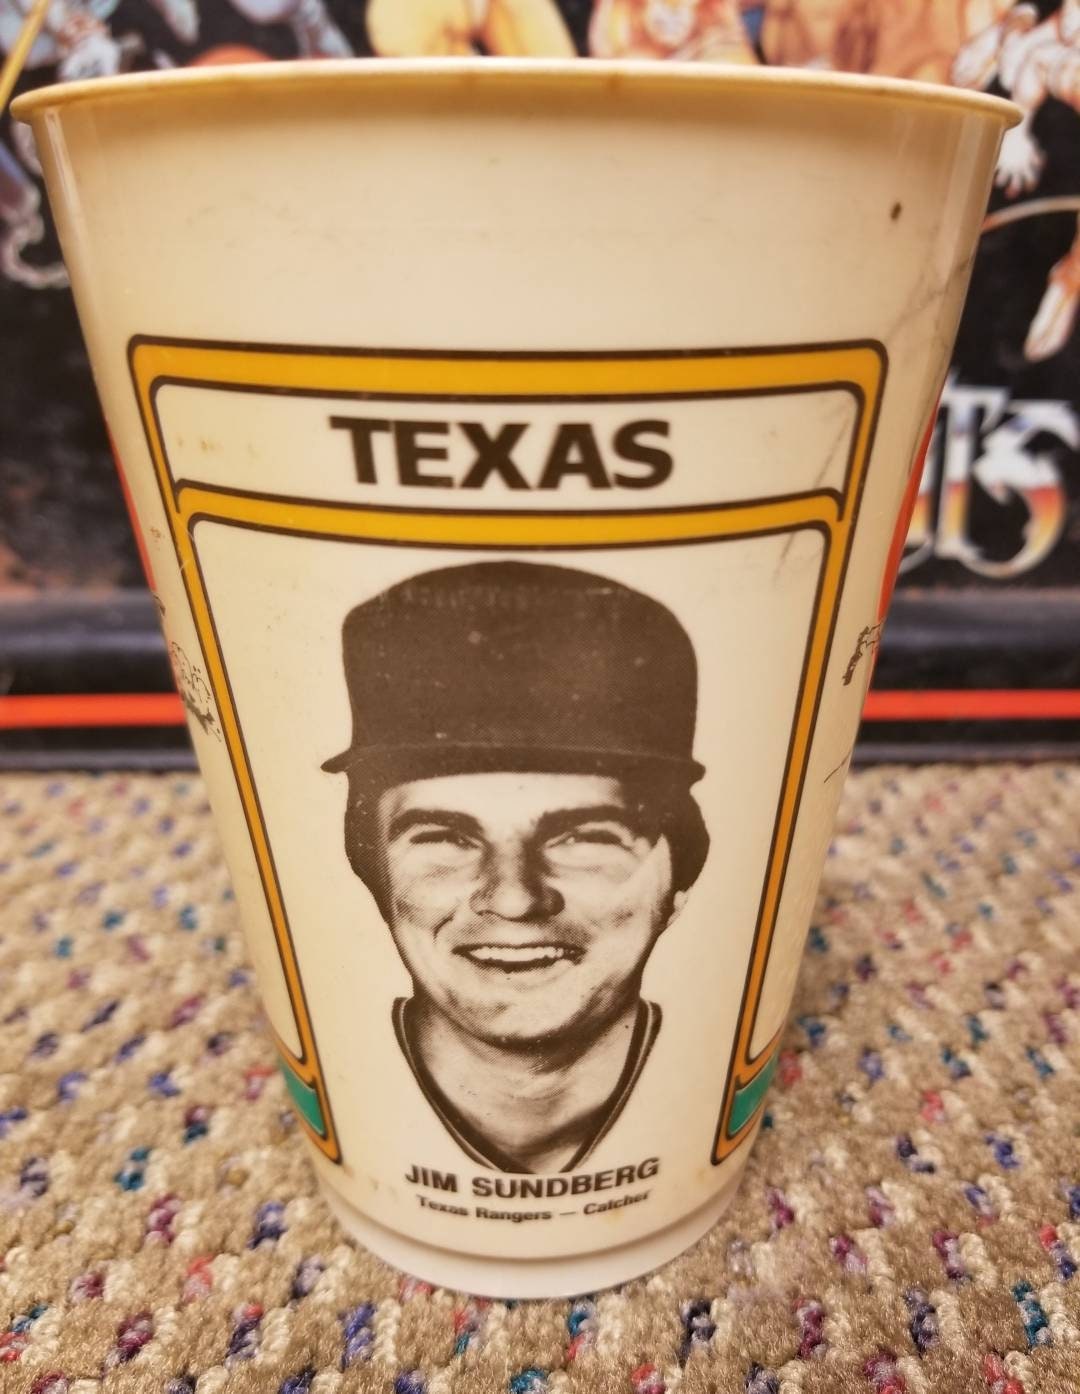 TEXAS
JIM SUNDBERG
Texas Rangers — Catcher